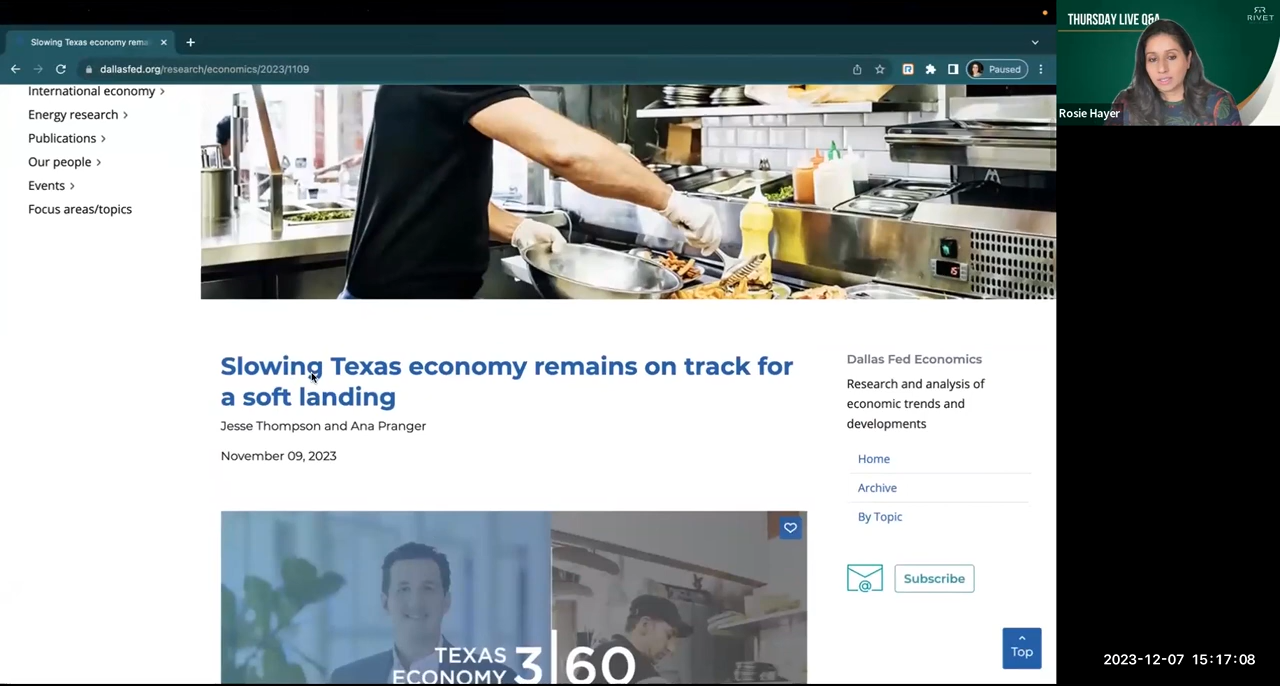 Slowing Texas economy rema
dallasfed.org/research/economics/2023/1109
Paused
THURSDAY LIVE Q&A
RIVET
Rosie Hayer
International economy
Energy research
Publications
Our people
Events
Focus areas/topics
Slowing Texas economy remains on track for
a soft landing
Jesse Thompson and Ana Pranger
November 09, 2023
Dallas Fed Economics
Research and analysis of
economic trends and
developments
Home
Archive
By Topic
Subscribe
TEXAS
ECONOMY
3|60
Top
2023-12-07 15:17:08